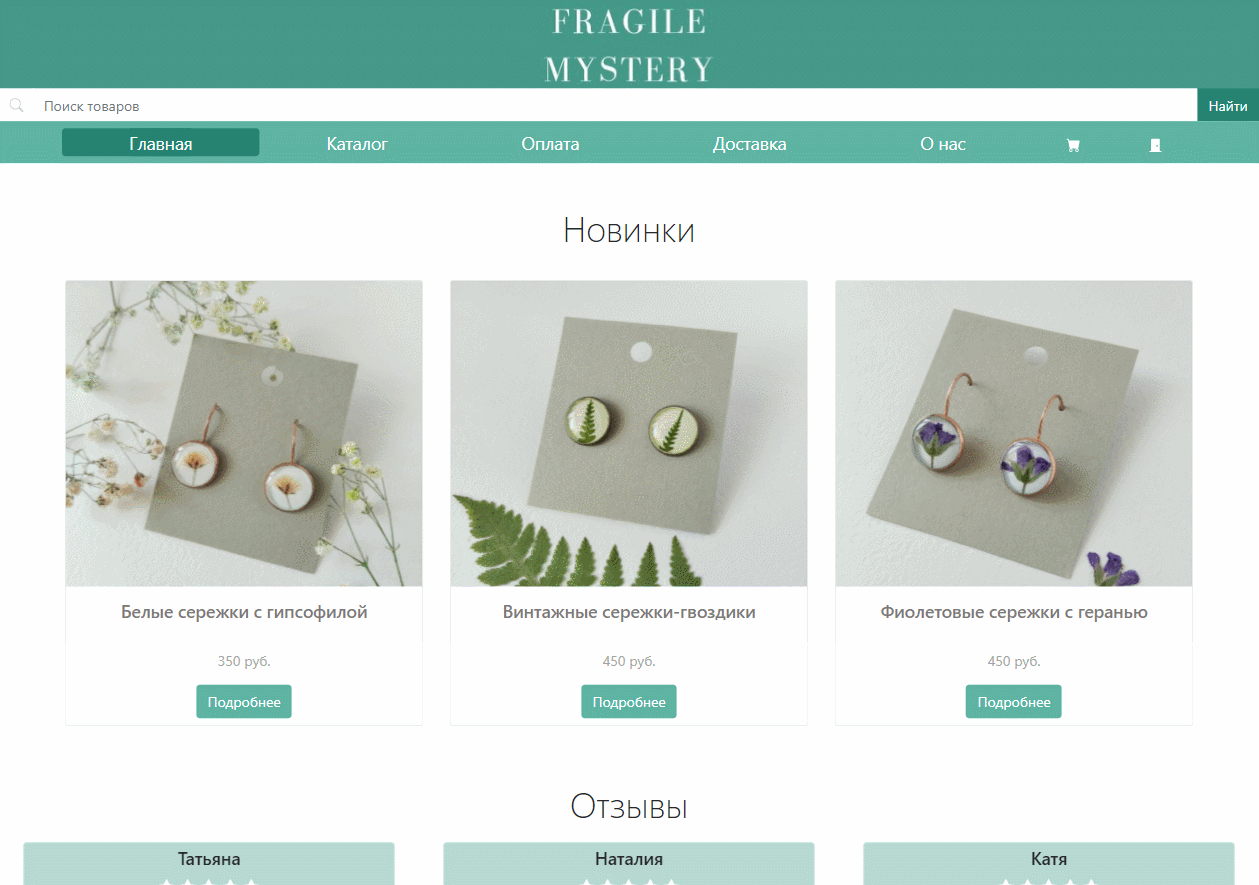 FRAGILE
MYSTERY
Поиск товаров
Найти
Главная Каталог Оплата Доставка О нас
Новинки
Белые сережки с гипсофилой
350 руб.
Подробнее
Винтажные сережки-гвоздики
450 руб.
Подробнее
Фиолетовые сережки с геранью
450 руб.
Подробнее
Отзывы
Татьяна
Наталия
Катя